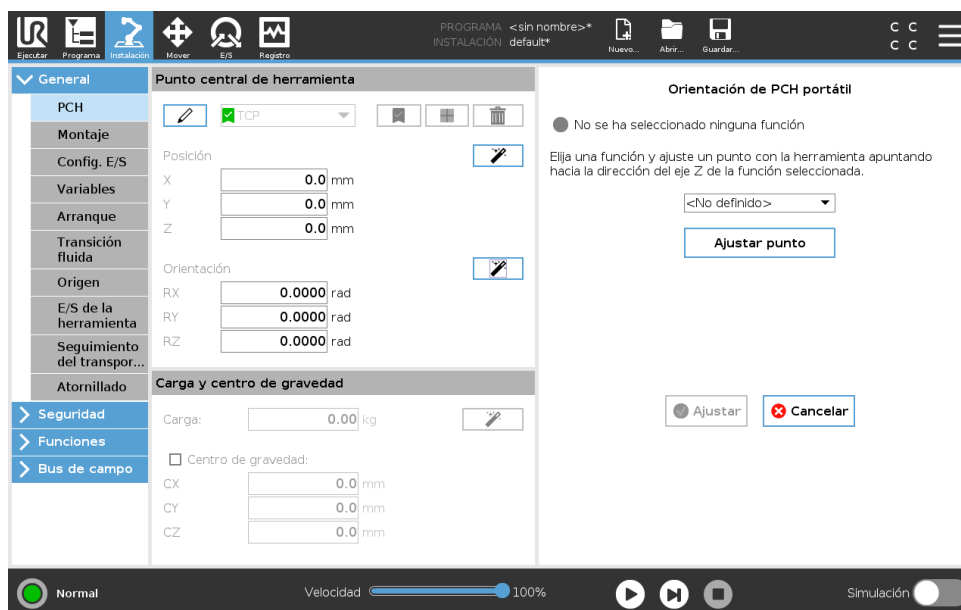 UR
PROGRAMA <sin nombre>*
INSTALACIÓN default*
C C
C C
Ejecutar Programa Instalación Mover E/S Registro Nuevo... Abrir... Guardar...
General
PCH
Montaje
Config. E/S
Variables
Arranque
Transición
fluida
Origen
E/S de la
herramienta
Seguimiento
del transpor...
Atornillado
Seguridad
Funciones
Bus de campo
Punto central de herramienta
TCP
Posición
X 0.0 mm
Y 0.0 mm
Z 0.0 mm
Orientación
RX 0.0000 rad
RY 0.0000 rad
RZ 0.0000 rad
Carga y centro de gravedad
Carga: 0.00 kg
Centro de gravedad:
CX 0.0 mm
CY 0.0 mm
CZ 0.0 mm
Orientación de PCH portátil
No se ha seleccionado ninguna función
Elija una función y ajuste un punto con la herramienta apuntando
hacia la dirección del eje Z de la función seleccionada.
<No definido>
Ajustar punto
Ajustar Cancelar
Normal Velocidad 100% Simulación